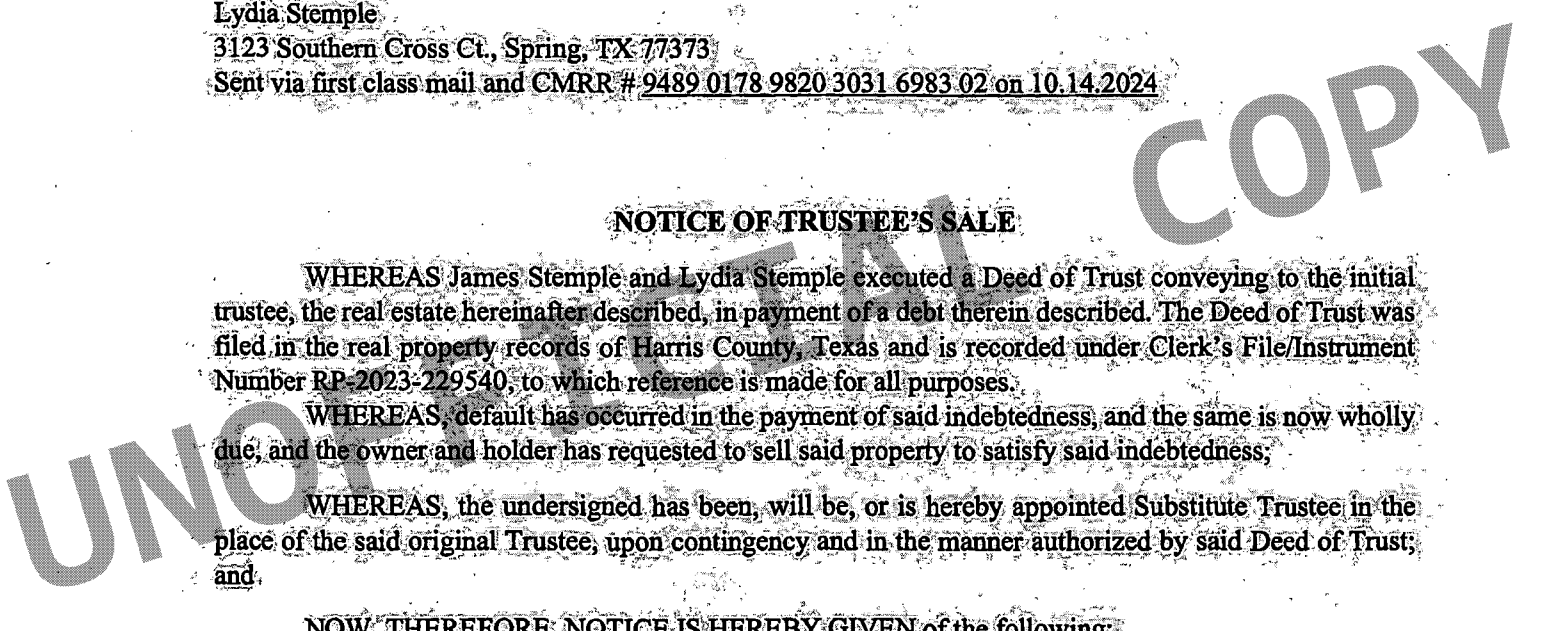 Lydia Stemple
3123 Southern Cross Ct., Spring, TX 77373
Sent via first class mail and CMRR # 9489 0178 9820 3031 6983 02 on 10.14.2024
NOTICE OF TRUSTEE'S SALE
WHEREAS James Stemple and Lydia Stemple executed a Deed of Trust conveying to the initial
trustee, the real estate hereinafter described, in payment of a debt therein described. The Deed of Trust was
filed in the real property records of Harris County, Texas and is recorded under Clerk's File/Instrument
Number RP-2023-229540, to which reference is made for all purposes.
WHEREAS, default has occurred in the payment of said indebtedness, and the same is now wholly
due, and the owner and holder has requested to sell said property to satisfy said indebtedness;
WHEREAS, the undersigned has been, will be, or is hereby appointed Substitute Trustee in the
place of the said original Trustee, upon contingency and in the manner authorized by said Deed of Trust;
and
NOW, THEREFORE, NOTICE IS HEREBY GIVEN of the following:
UNOFFICIAL COPY